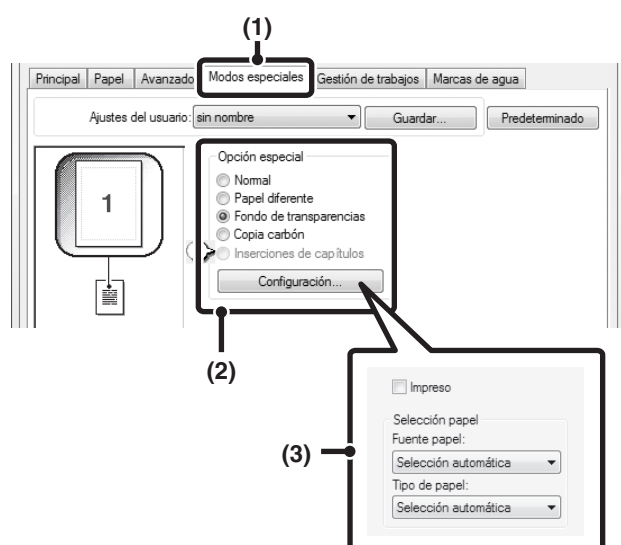 (1)
Principal Papel Avanzado Modos especiales Gestión de trabajos Marcas de agua
Ajustes del usuario: sin nombre Guardar... Predeterminado
1
Opción especial
Normal
Papel diferente
Fondo de transparencias
Copia carbón
Inserciones de capítulos
Configuración...
(2)
(3)
Impreso
Selección papel
Fuente papel:
Selección automática
Tipo de papel:
Selección automática